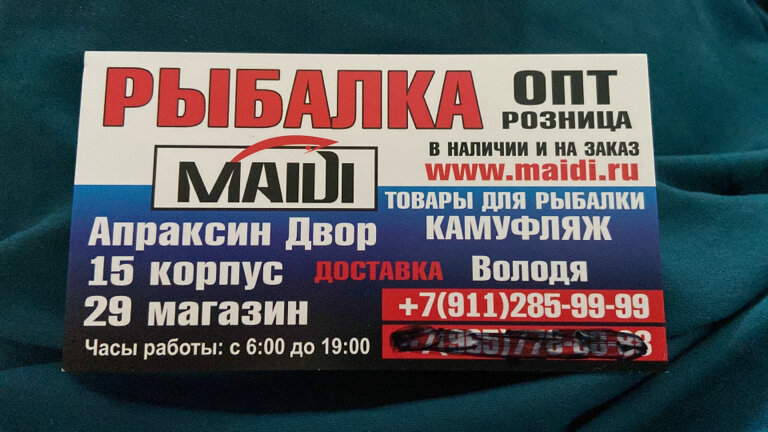 РЫБАЛКА
ОПТ
РОЗНИЦА
В НАЛИЧИИ И НА ЗАКАЗ
www.maidi.ru
MAIDI
ТОВАРЫ ДЛЯ РЫБАЛКИ
КАМУФЛЯЖ
Апраксин Двор
15 корпус
ДОСТАВКА
Володя
29 магазин
+7(911)285-99-99
Часы работы: с 6:00 до 19:00